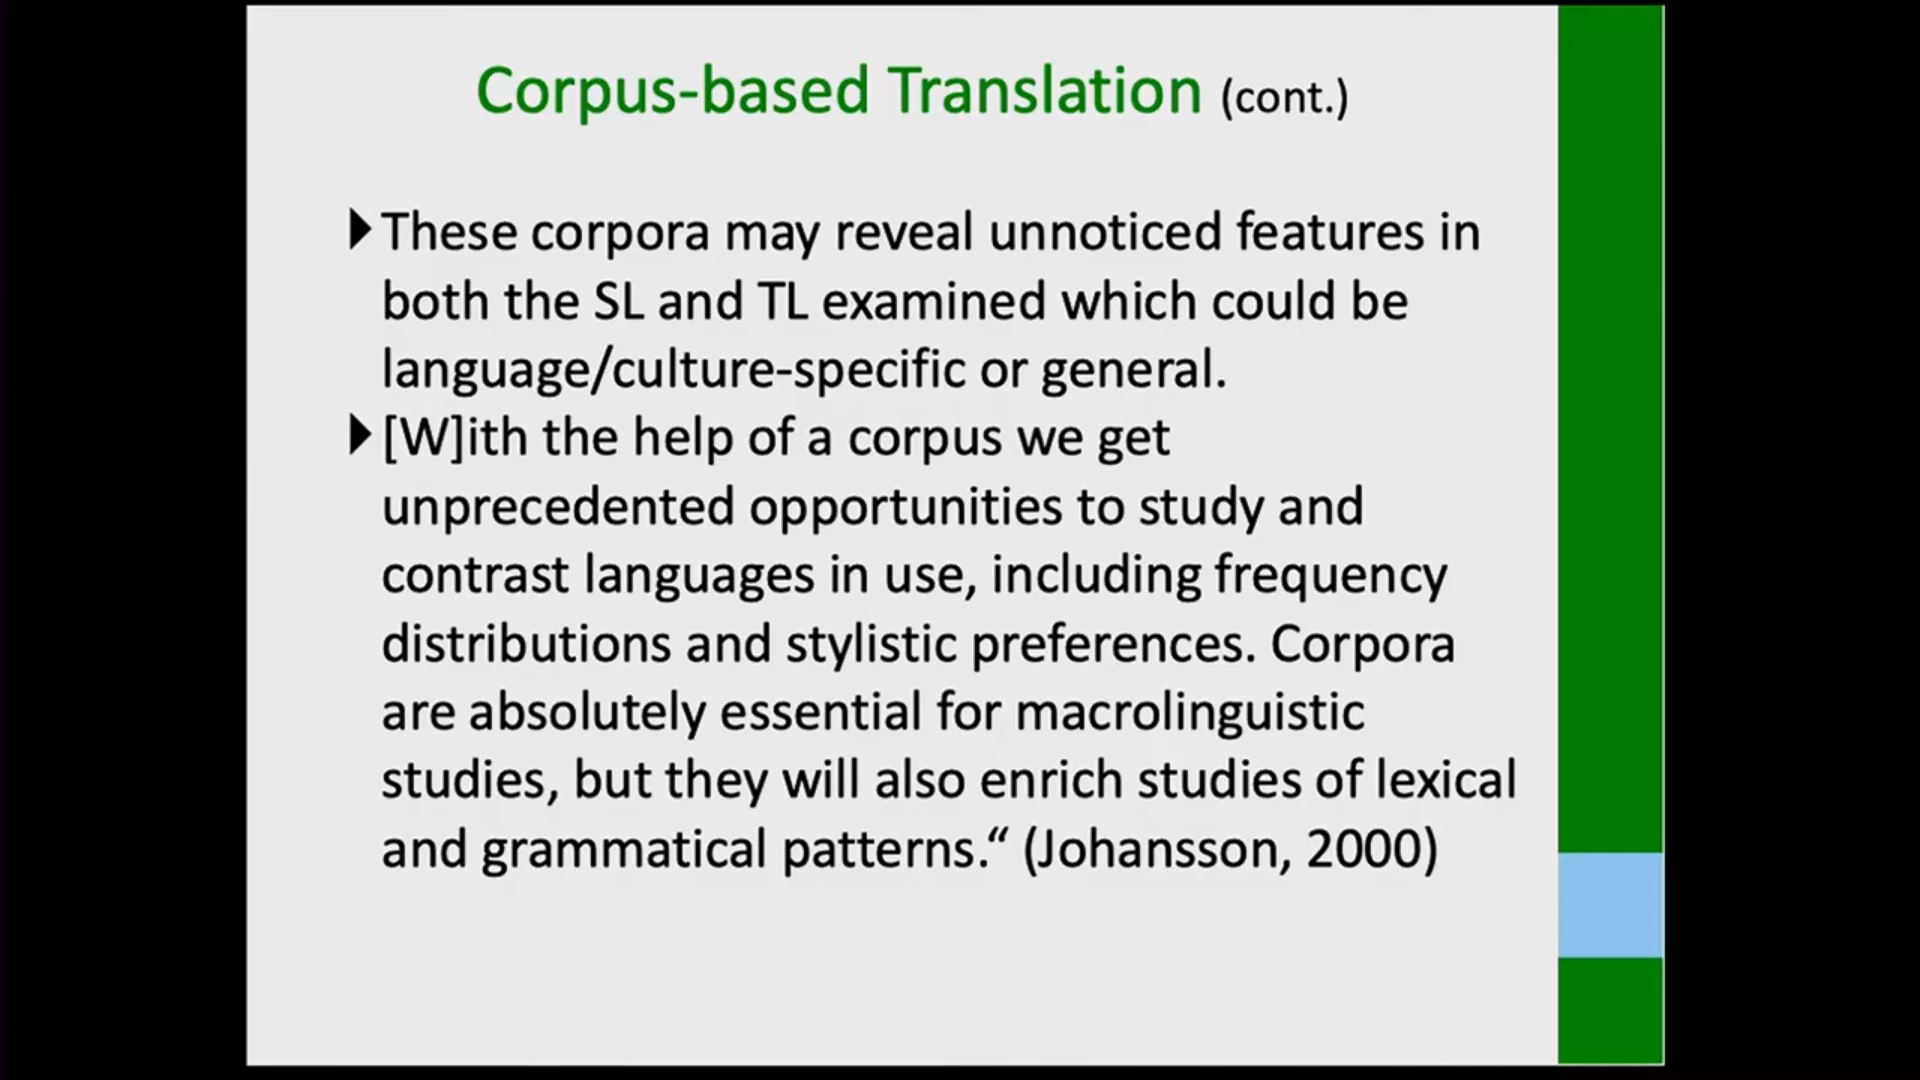 Corpus-based Translation (cont.)
These corpora may reveal unnoticed features in
both the SL and TL examined which could be
language/culture-specific or general.
[W]ith the help of a corpus we get
unprecedented opportunities to study and
contrast languages in use, including frequency
distributions and stylistic preferences. Corpora
are absolutely essential for macrolinguistic
studies, but they will also enrich studies of lexical
and grammatical patterns.“ (Johansson, 2000)